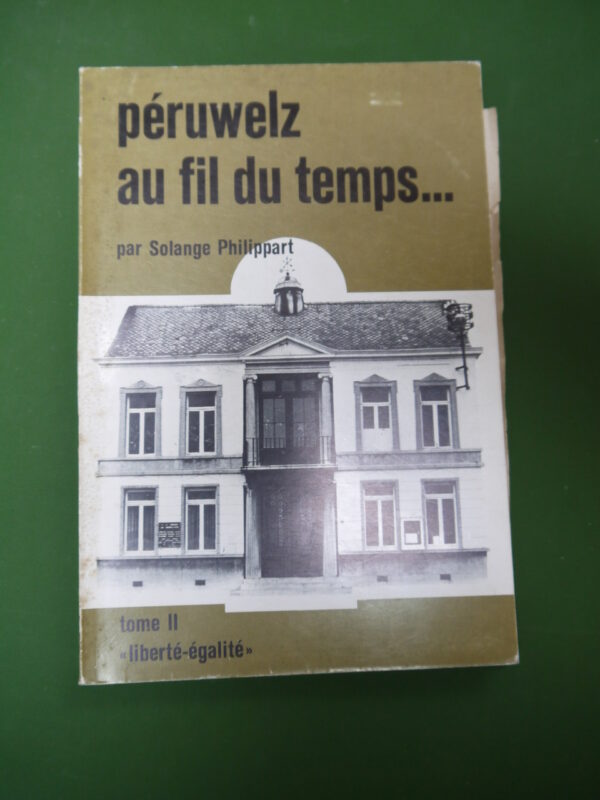 péruwelz
au fil du temps...
par Solange Philippart
tome II
«liberté-égalité»